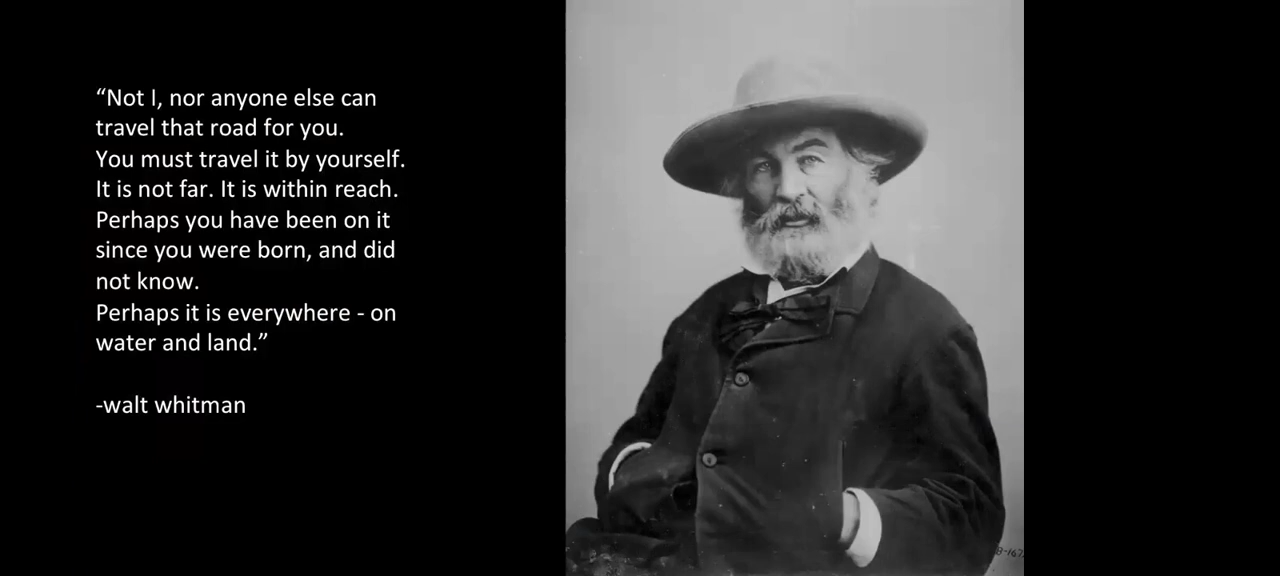 “Not I, nor anyone else can
travel that road for you.
You must travel it by yourself.
It is not far. It is within reach.
Perhaps you have been on it
since you were born, and did
not know.
Perhaps it is everywhere - on
water and land.”
-walt whitman